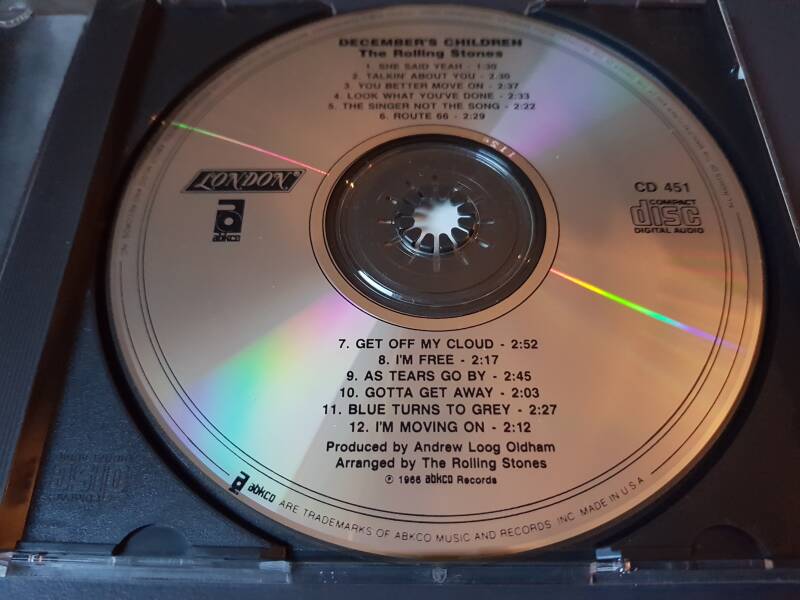 DECEMBER'S CHILDREN
The Rolling Stones
1. SHE SAID YEAH - 1:30
2. TALKIN' ABOUT YOU - 2:30
3. YOU BETTER MOVE ON - 2:37
4. LOOK WHAT YOU'VE DONE - 2:33
5. THE SINGER NOT THE SONG - 2:22
6. ROUTE 66 - 2:29
LONDON
abkco
CD 451
COMPACT
disc
DIGITAL AUDIO
7. GET OFF MY CLOUD - 2:52
8. I'M FREE - 2:17
9. AS TEARS GO BY - 2:45
10. GOTTA GET AWAY - 2:03
11. BLUE TURNS TO GREY - 2:27
12. I'M MOVING ON - 2:12
Produced by Andrew Loog Oldham
Arranged by The Rolling Stones
℗ 1966 abkco Records
abkco ARE TRADEMARKS OF ABKCO MUSIC AND RECORDS INC. MADE IN U.S.A.